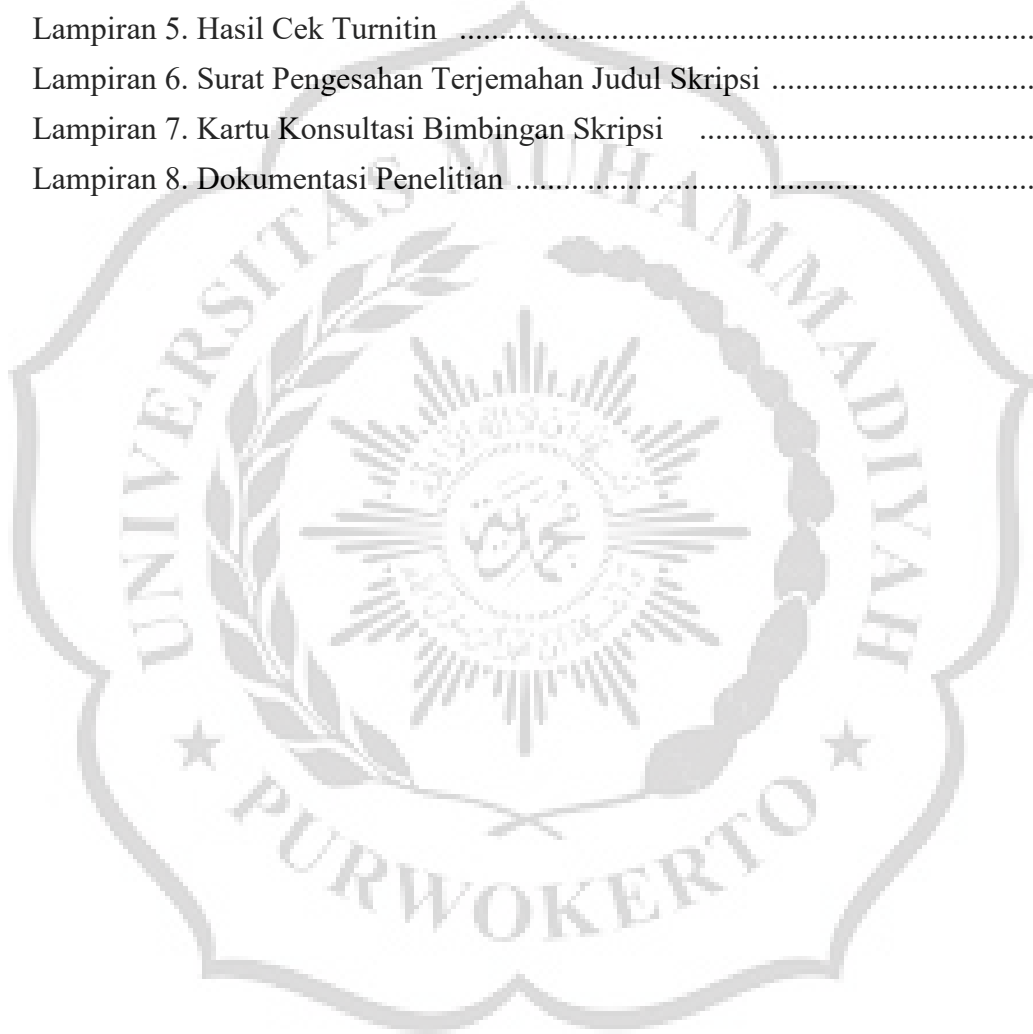 Lampiran 5. Hasil Cek Turnitin ........................................................................
Lampiran 6. Surat Pengesahan Terjemahan Judul Skripsi .................................
Lampiran 7. Kartu Konsultasi Bimbingan Skripsi ..........................................
Lampiran 8. Dokumentasi Penelitian .................................................................
UNIVERSITAS MUHAMMADIYAH
★ PURWOKERTO ★